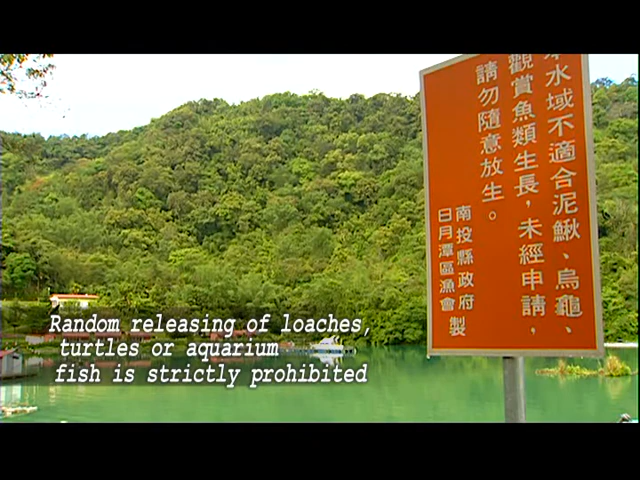 本水域不適合泥鰍、烏龜、
觀賞魚類生長，未經申請，
請勿隨意放生。
南投縣政府
日月潭區漁會 製
Random releasing of loaches,
turtles or aquarium
fish is strictly prohibited